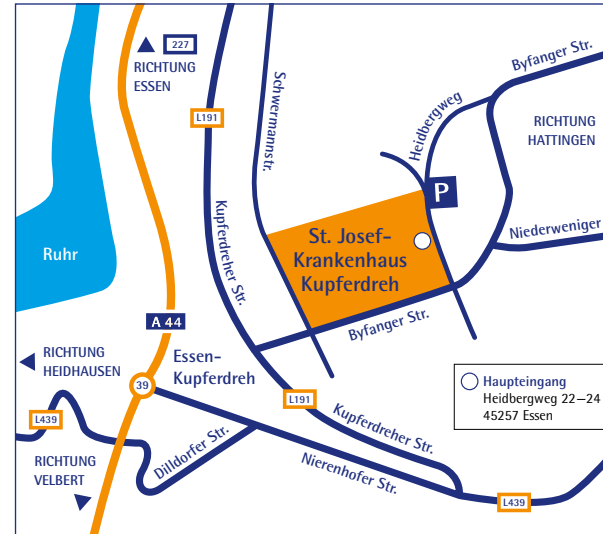 227
RICHTUNG
ESSEN
L191
Schwermannstr.
Heidbergweg
Byfanger Str.
RICHTUNG
HATTINGEN
P
Niederweniger
Kupferdreher Str.
St. Josef-
Krankenhaus
Kupferdreh
Ruhr
A 44
Byfanger Str.
RICHTUNG
HEIDHAUSEN
Essen-
Kupferdreh
39
L191
L439
Kupferdreher Str.
Dilldorfer Str.
Nierenhofer Str.
RICHTUNG
VELBERT
L439
Haupteingang
Heidbergweg 22–24
45257 Essen